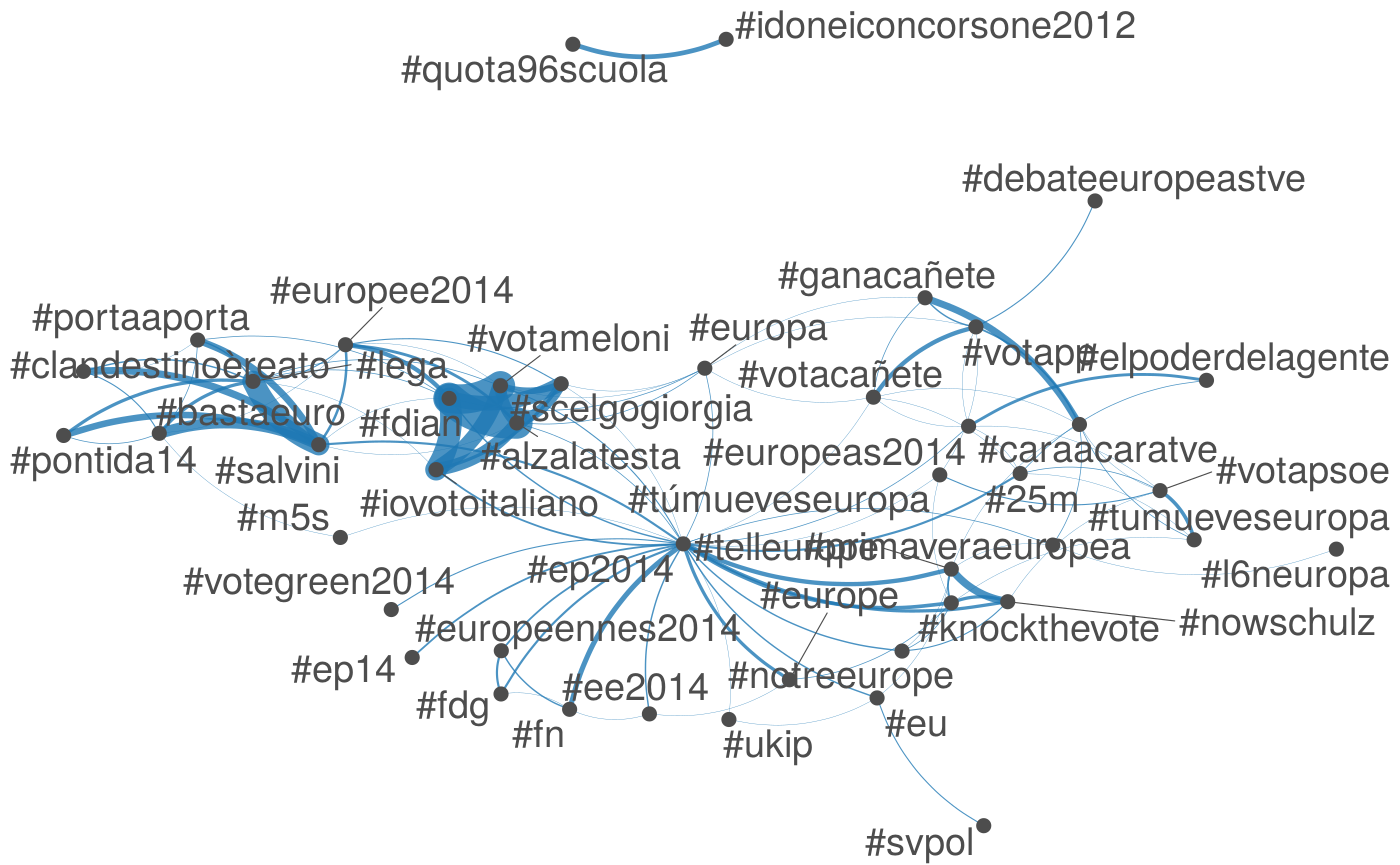 #idoneiconcorsone2012
#quota96scuola
#debateeuropeastve
#ganacañete
#europee2014
#portaaporta
#votameloni
#europa
#votapp
#elpoderdelagente
#clandestinoèreato
#lega
#votacañete
#bastaeuro
#fdian
#scelgogiorgia
#pontida14
#salvini
#alzalatesta
#europeas2014
#caraacaratve
#votapsoe
#iovotoitaliano
#túmueveseuropa
#25m
#m5s
#tumueveseuropa
#telleurope
#primaveraeuropea
#ep2014
#l6neuropa
#votegreen2014
#europe
#europeennes2014
#knockthevote
#nowschulz
#ep14
#notreeurope
#ee2014
#fdg
#fn
#ukip
#eu
#svpol